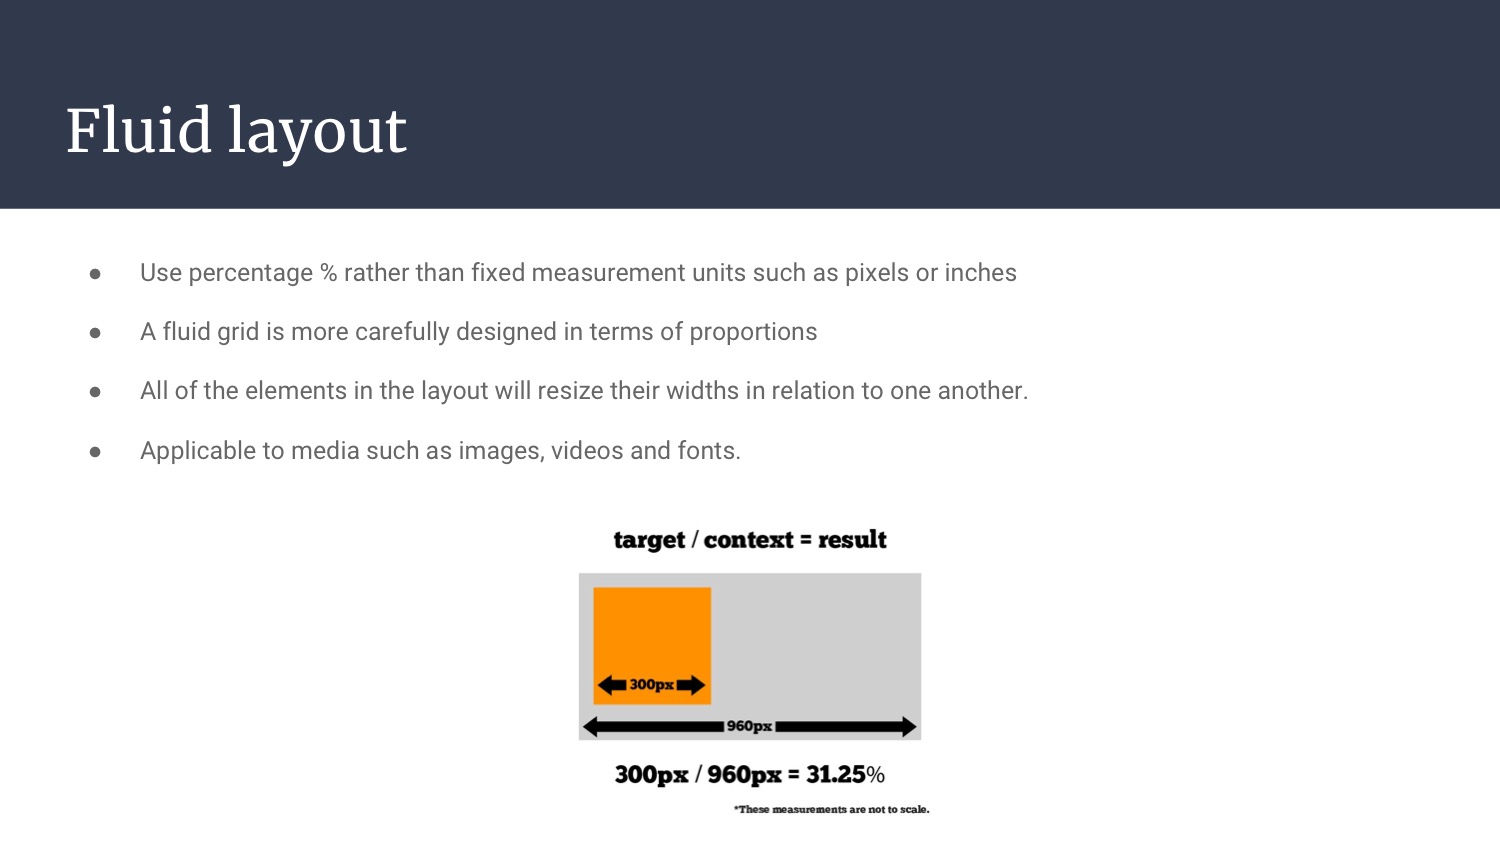 Fluid layout
● Use percentage % rather than fixed measurement units such as pixels or inches
● A fluid grid is more carefully designed in terms of proportions
● All of the elements in the layout will resize their widths in relation to one another.
● Applicable to media such as images, videos and fonts.
target / context = result
300px
960px
300px / 960px = 31.25%
*These measurements are not to scale.